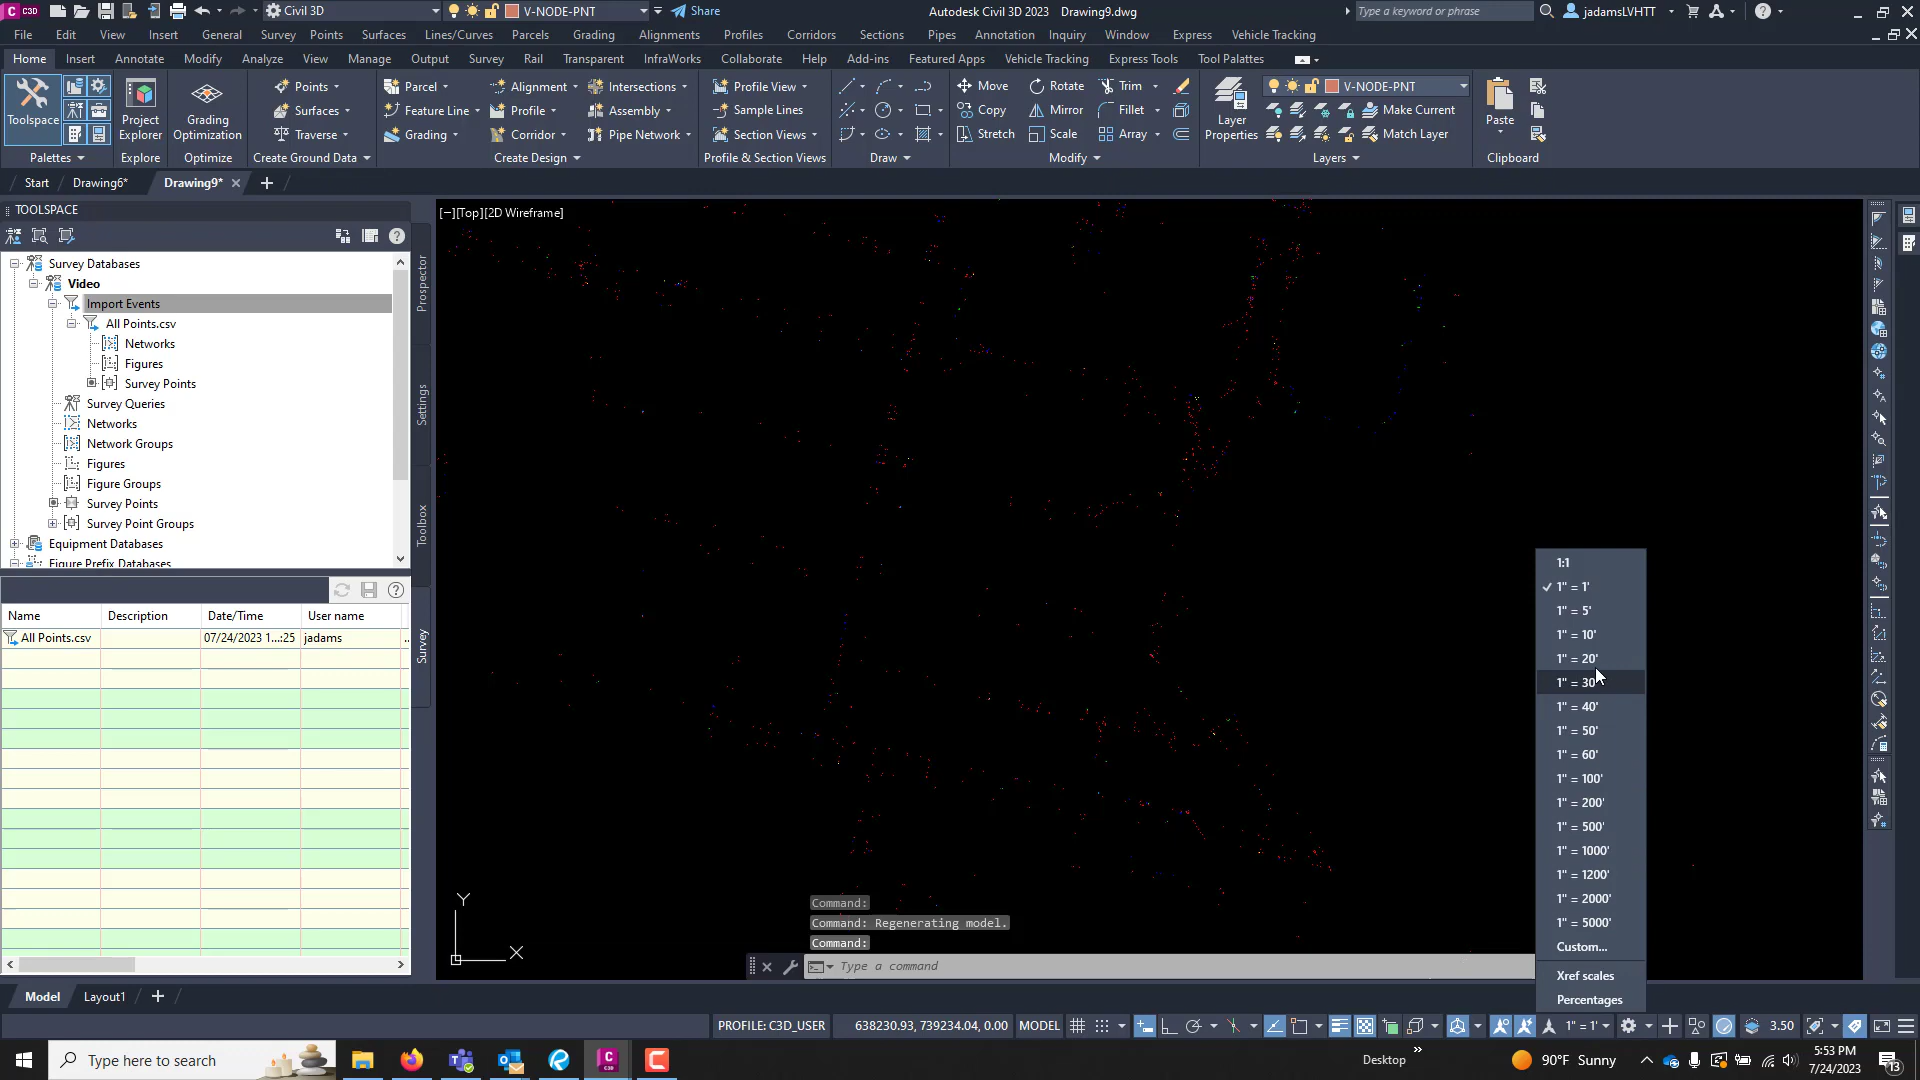 C3D
Civil 3D
V-NODE-PNT
Share
Autodesk Civil 3D 2023 Drawing9.dwg
Type a keyword or phrase
jadamsLVHTT
File Edit View Insert General Survey Points Surfaces Lines/Curves Parcels Grading Alignments Profiles Corridors Sections Pipes Annotation Inquiry Window Express Vehicle Tracking
Home Insert Annotate Modify Analyze View Manage Output Survey Rail Transparent InfraWorks Collaborate Help Add-ins Featured Apps Vehicle Tracking Express Tools Tool Palettes
Toolspace
Palettes
Project Explorer
Explore
Grading Optimization
Optimize
Points
Surfaces
Traverse
Create Ground Data
Parcel
Feature Line
Grading
Alignment
Profile
Corridor
Intersections
Assembly
Pipe Network
Create Design
Profile View
Sample Lines
Section Views
Profile & Section Views
Draw
Move
Copy
Stretch
Rotate
Mirror
Scale
Trim
Fillet
Array
Modify
Layer Properties
V-NODE-PNT
Make Current
Match Layer
Layers
Paste
Clipboard
Start
Drawing6*
Drawing9*
TOOLSPACE
Survey Databases
Video
Import Events
All Points.csv
Networks
Figures
Survey Points
Survey Queries
Networks
Network Groups
Figures
Figure Groups
Survey Points
Survey Point Groups
Equipment Databases
Figure Prefix Databases
Prospector
Settings
Toolbox
Survey
Name Description Date/Time User name
All Points.csv 07/24/2023 1...:25 jadams ..
[−][Top][2D Wireframe]
Y
X
Command:
Command: Regenerating model.
Command:
Type a command
1:1
1" = 1'
1" = 5'
1" = 10'
1" = 20'
1" = 30'
1" = 40'
1" = 50'
1" = 60'
1" = 100'
1" = 200'
1" = 500'
1" = 1000'
1" = 1200'
1" = 2000'
1" = 5000'
Custom...
Xref scales
Percentages
Model
Layout1
PROFILE: C3D_USER
638230.93, 739234.04, 0.00
MODEL
1" = 1'
3.50
Type here to search
C
C3D
Desktop
90°F Sunny
5:53 PM
7/24/2023
13